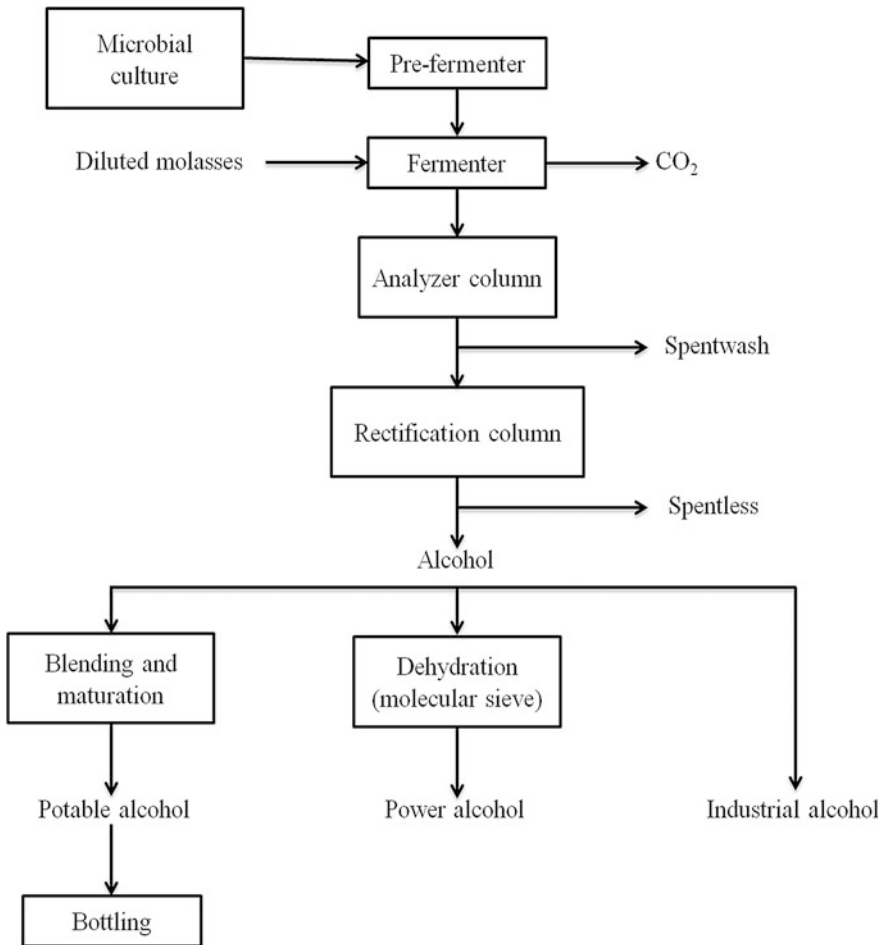 Microbial
culture
Pre-fermenter
Diluted molasses
Fermenter
CO₂
Analyzer column
Spentwash
Rectification column
Spentless
Alcohol
Blending and
maturation
Dehydration
(molecular sieve)
Potable alcohol
Power alcohol
Industrial alcohol
Bottling